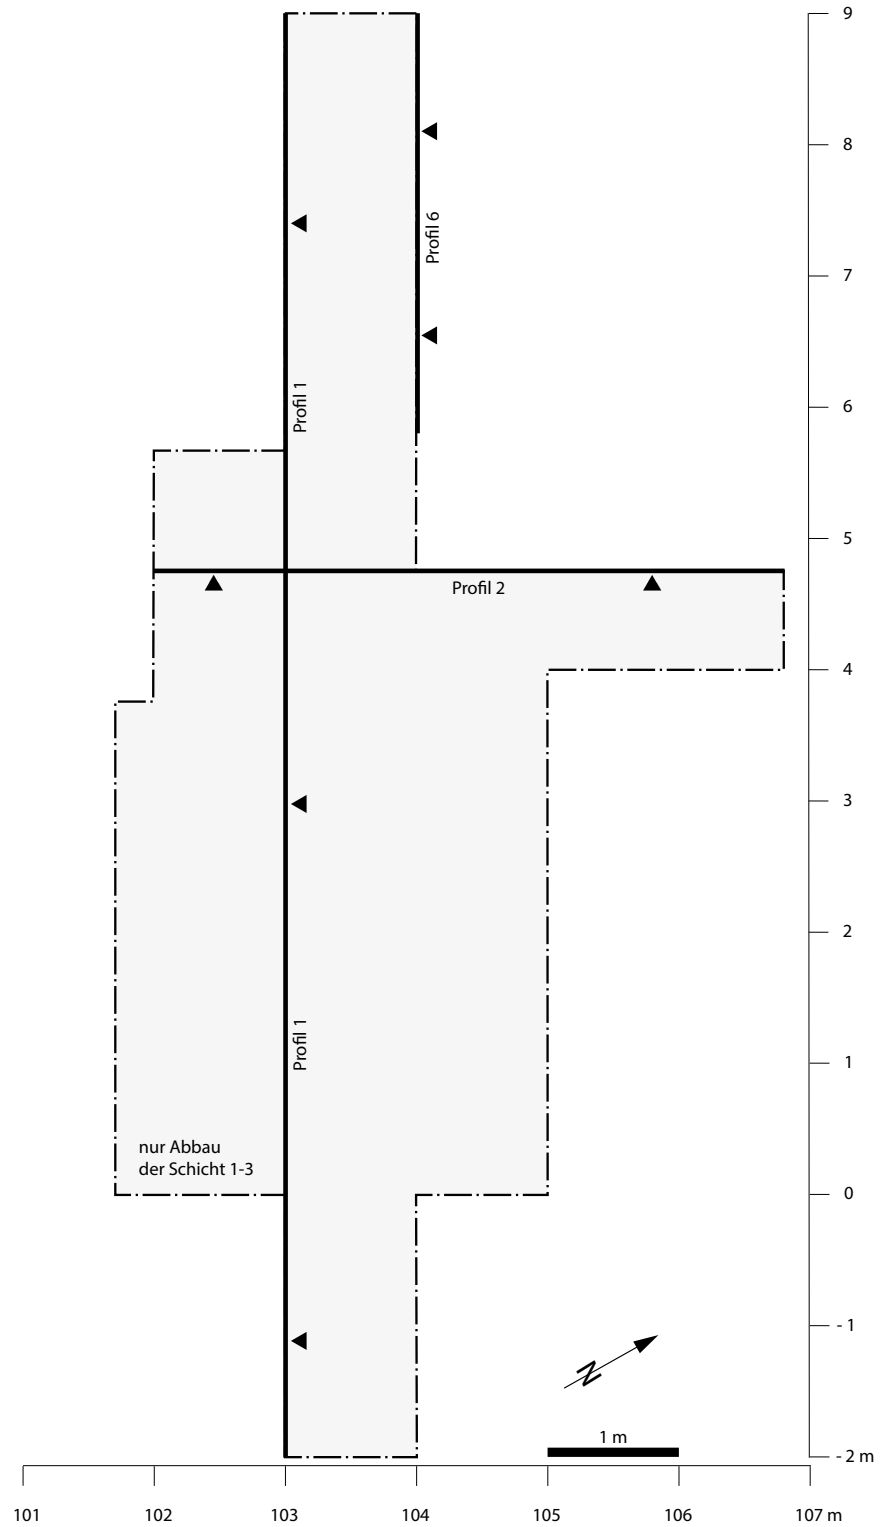 9
8
Profil 6
7
Profil 1
6
5
Profil 2
4
3
2
Profil 1
1
nur Abbau
der Schicht 1-3
0
- 1
N
1 m
- 2 m
101 102 103 104 105 106 107 m